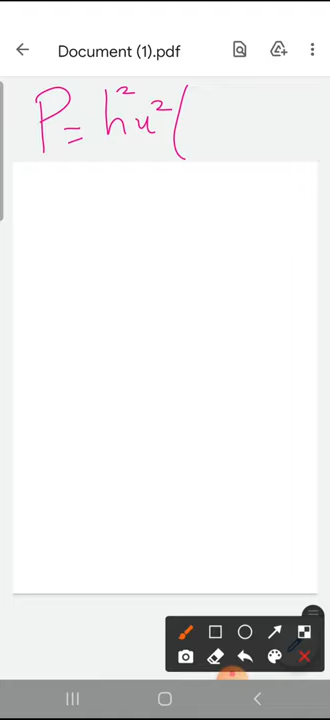 Document (1).pdf
P = h²u²(